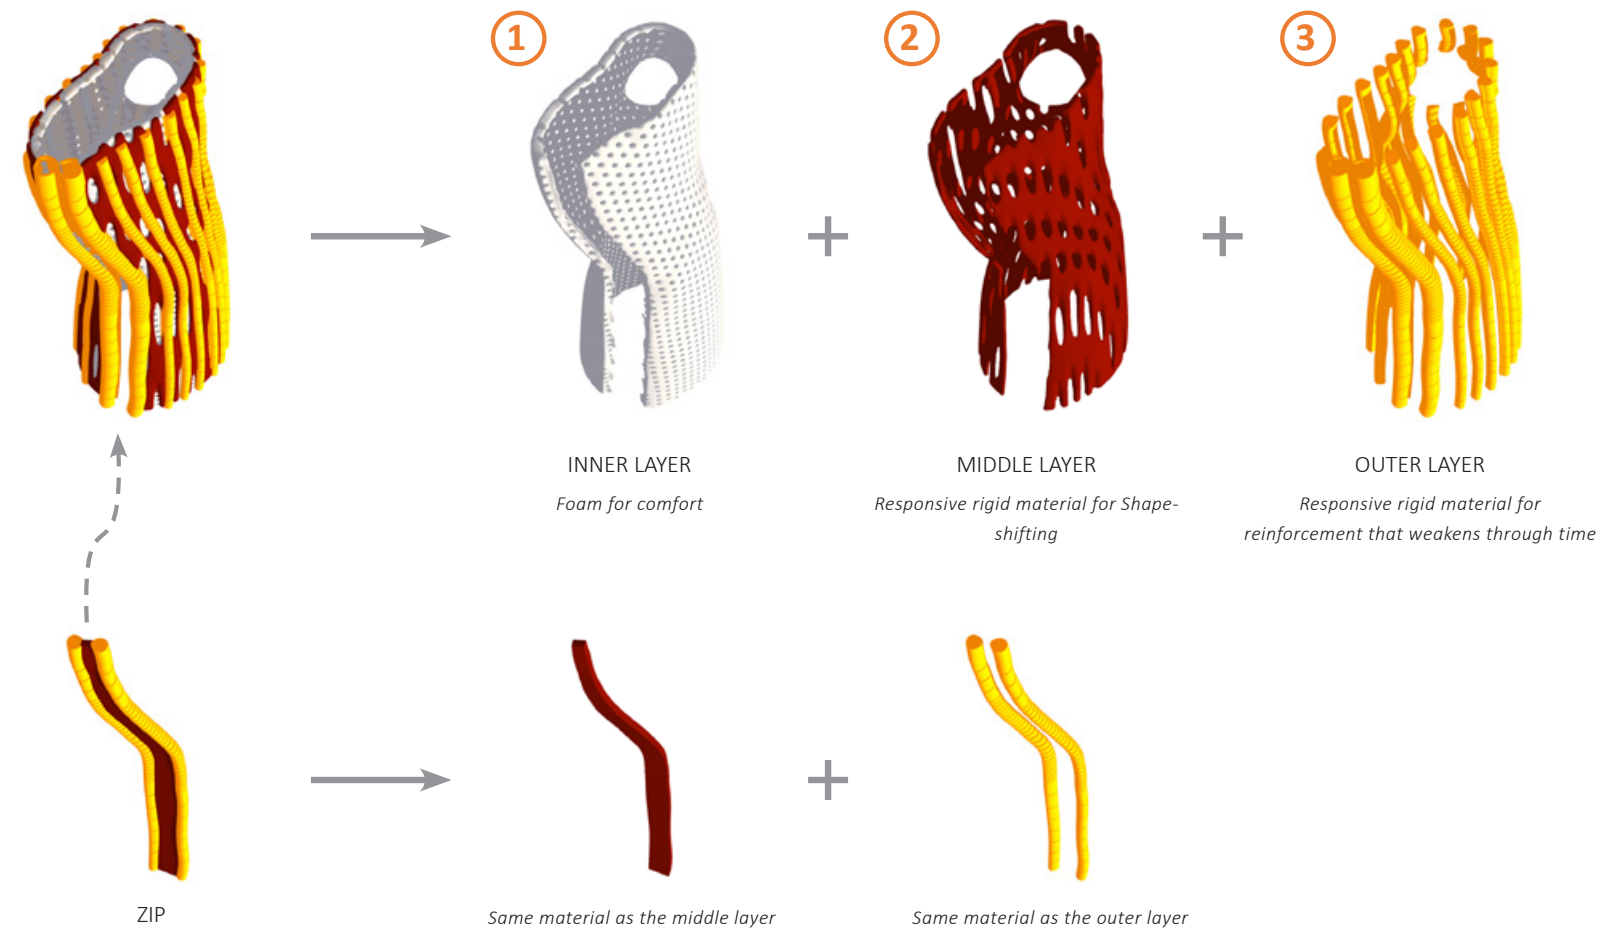 1
2
3
INNER LAYER
Foam for comfort
MIDDLE LAYER
Responsive rigid material for Shape-
shifting
OUTER LAYER
Responsive rigid material for
reinforcement that weakens through time
ZIP
Same material as the middle layer
Same material as the outer layer